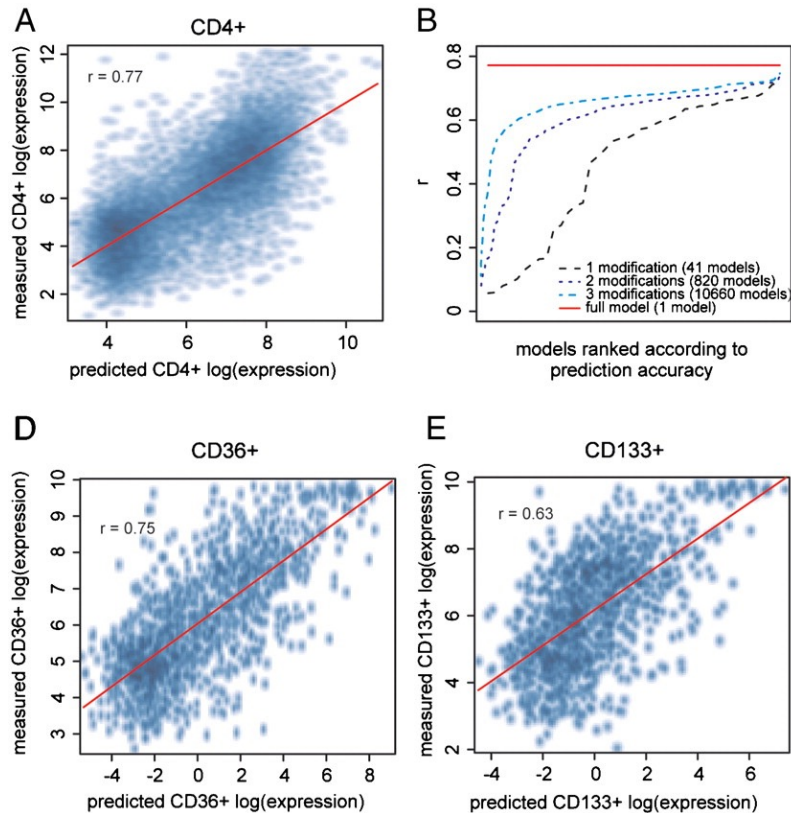 A
CD4+
r = 0.77
measured CD4+ log(expression)
12
10
8
6
4
2
4
6
8
10
predicted CD4+ log(expression)
B
r
0.8
0.6
0.4
0.2
0
1 modification (41 models)
2 modifications (820 models)
3 modifications (10660 models)
full model (1 model)
models ranked according to
prediction accuracy
D
CD36+
r = 0.75
measured CD36+ log(expression)
10
9
8
7
6
5
4
3
-4
-2
0
2
4
6
8
predicted CD36+ log(expression)
E
CD133+
r = 0.63
measured CD133+ log(expression)
10
8
6
4
2
-4
-2
0
2
4
6
predicted CD133+ log(expression)